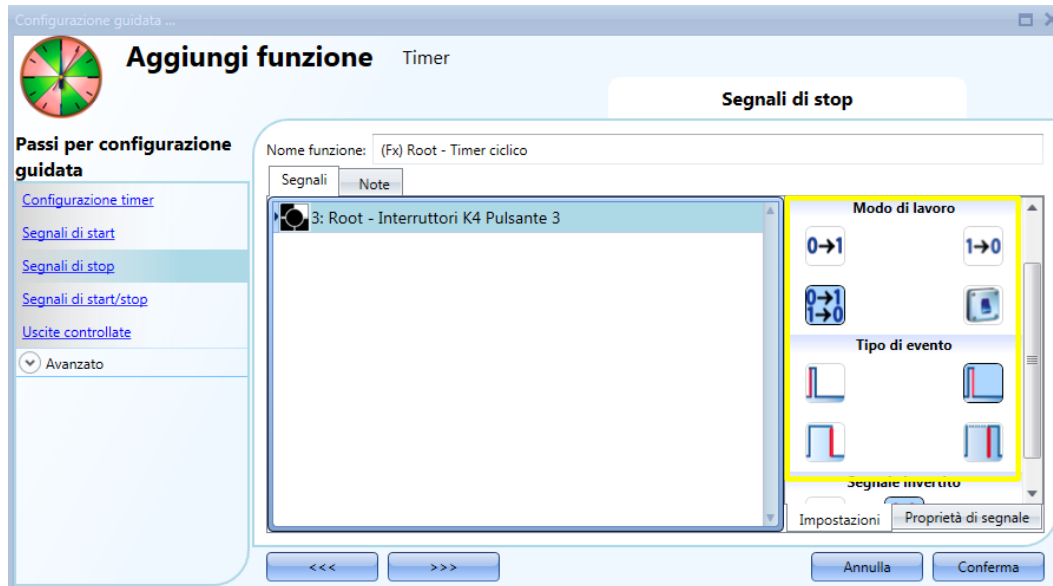 Configurazione guidata ...
Aggiungi funzione Timer
Segnali di stop
Passi per configurazione
guidata
Configurazione timer
Segnali di start
Segnali di stop
Segnali di start/stop
Uscite controllate
Avanzato
Nome funzione: (Fx) Root - Timer ciclico
Segnali Note
3: Root - Interruttori K4 Pulsante 3
Modo di lavoro
0→1 1→0
0→1
1→0
Tipo di evento
Segnale invertito
Impostazioni Proprietà di segnale
<<< >>> Annulla Conferma